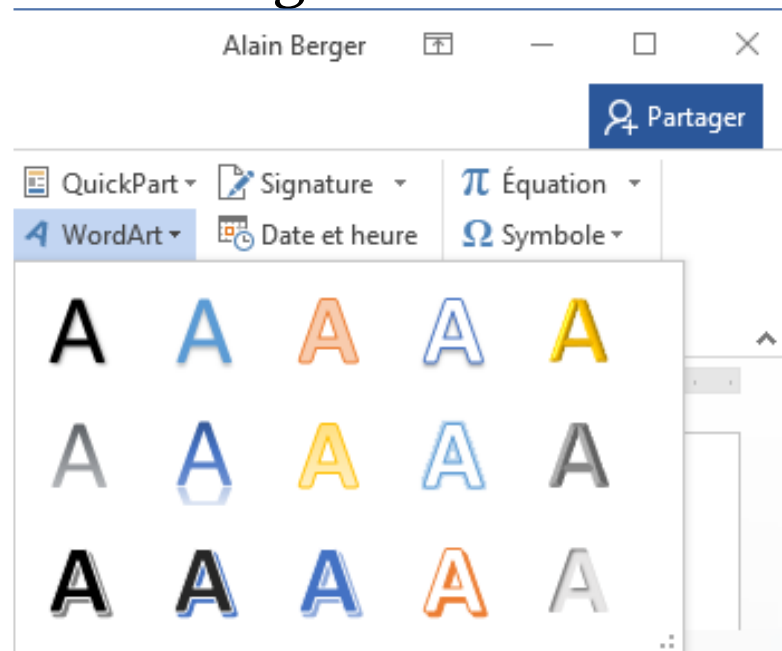 Alain Berger
Partager
QuickPart Signature π Équation
WordArt Date et heure Ω Symbole
A A A A A
A A A A A
A A A A A